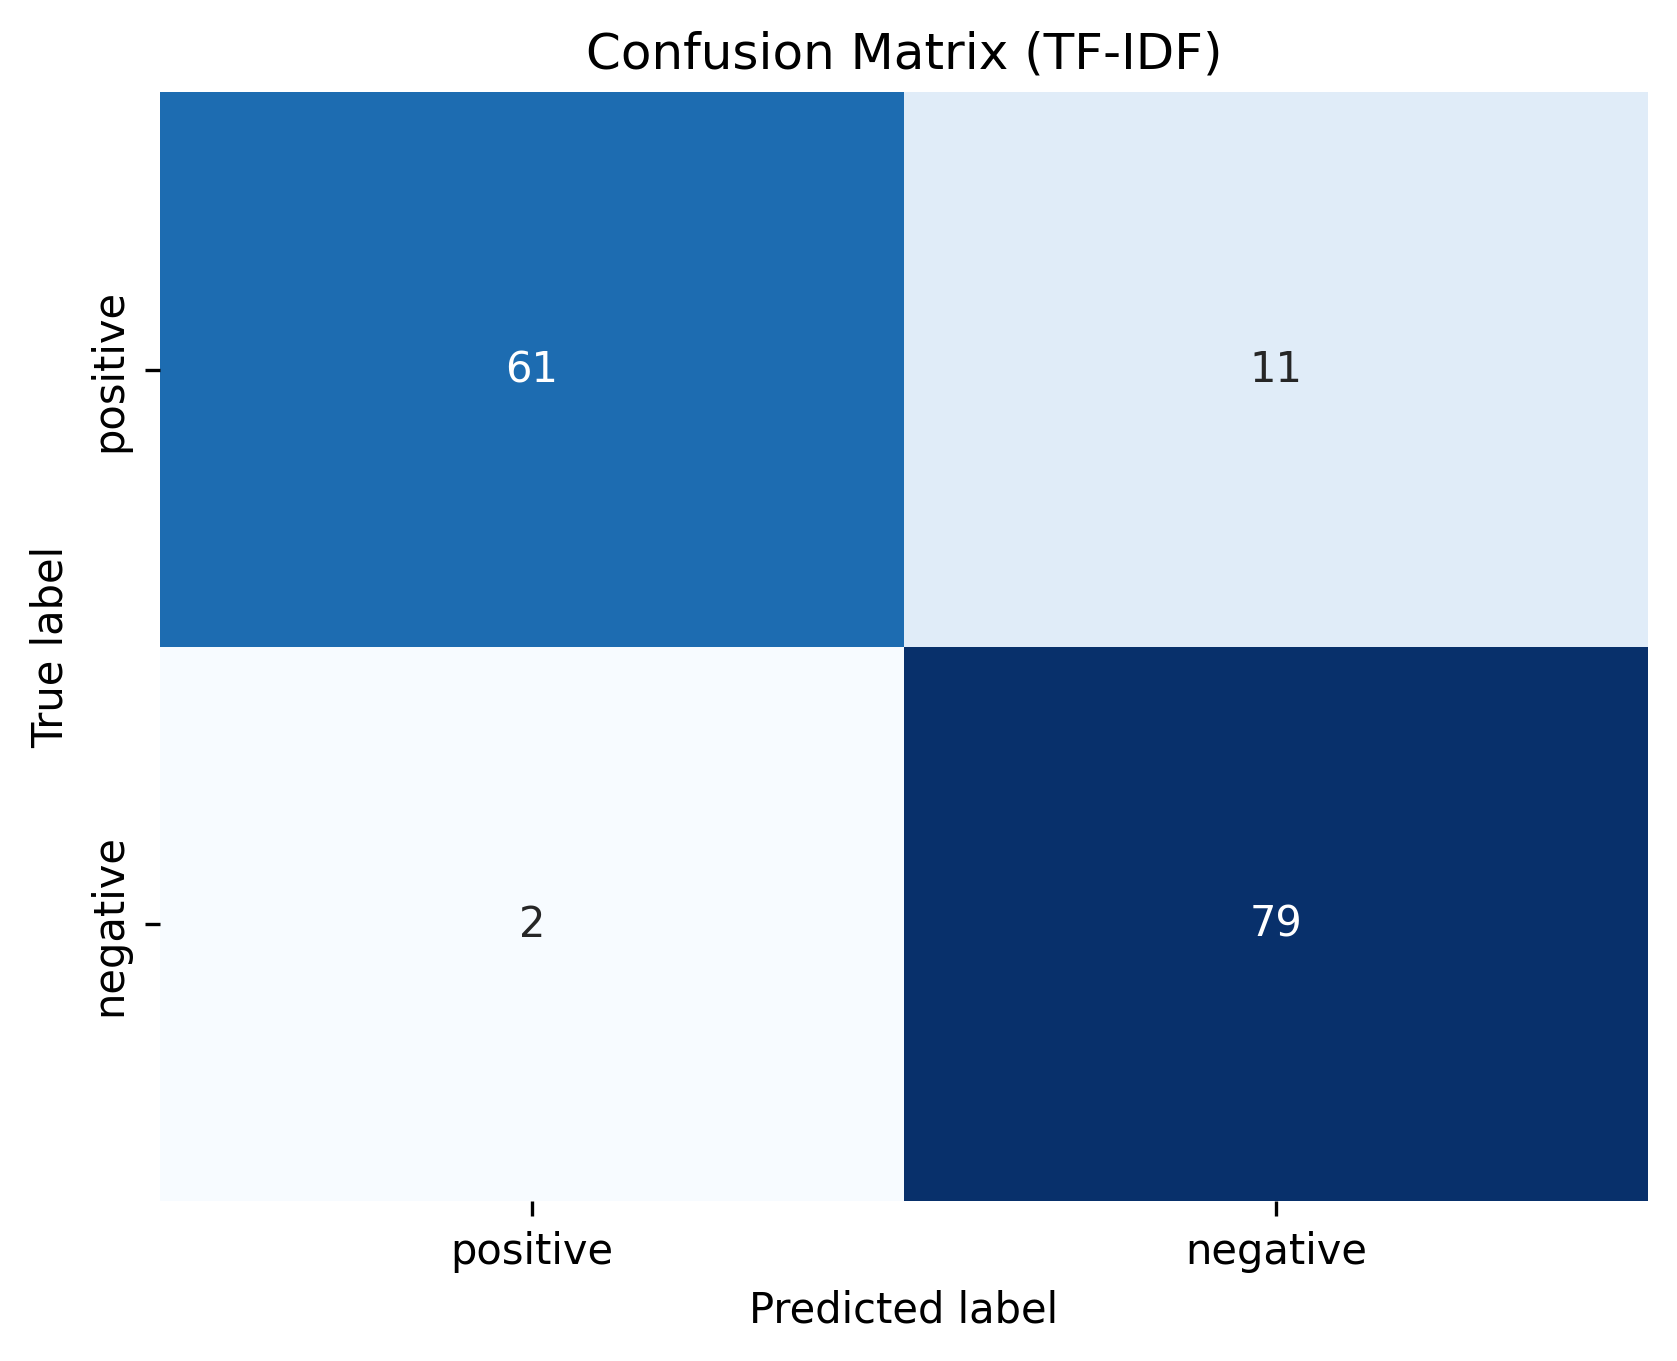 Confusion Matrix (TF-IDF)
True label
positive
61
11
negative
2
79
positive
negative
Predicted label